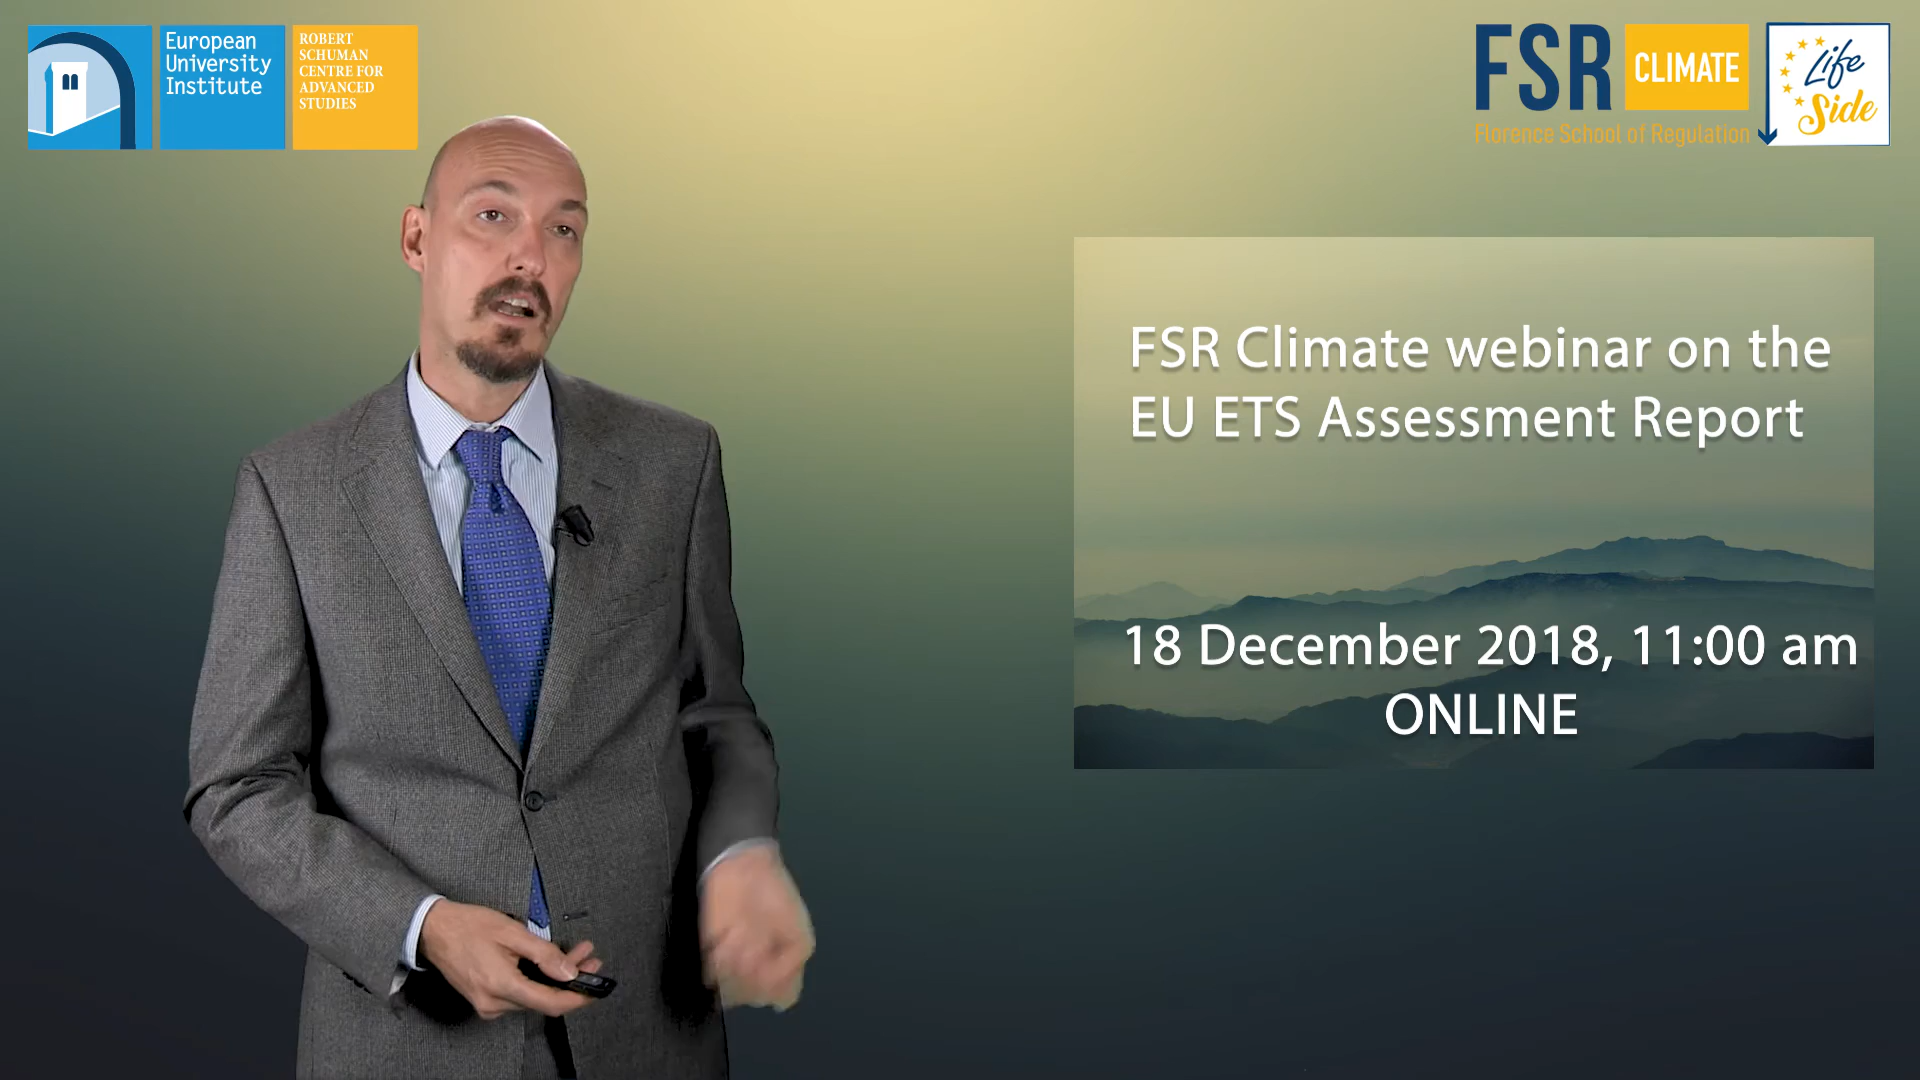 European
University
Institute
ROBERT
SCHUMAN
CENTRE FOR
ADVANCED
STUDIES
FSR CLIMATE
Florence School of Regulation
Life
Side
FSR Climate webinar on the
EU ETS Assessment Report
18 December 2018, 11:00 am
ONLINE